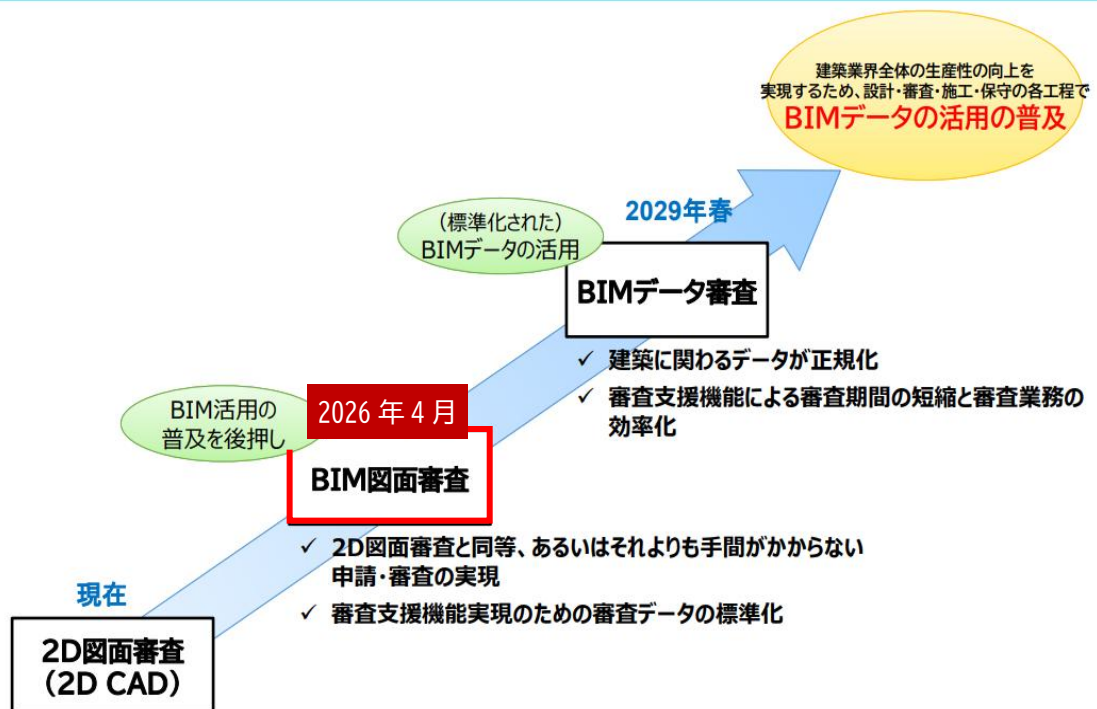 建築業界全体の生産性の向上を
実現するため、設計・審査・施工・保守の各工程で
BIMデータの活用の普及
2029年春
（標準化された）
BIMデータの活用
BIMデータ審査
✓ 建築に関わるデータが正規化
✓ 審査支援機能による審査期間の短縮と審査業務の
効率化
BIM活用の
普及を後押し
2026年4月
BIM図面審査
✓ 2D図面審査と同等、あるいはそれよりも手間がかからない
申請・審査の実現
✓ 審査支援機能実現のための審査データの標準化
現在
2D図面審査
（2D CAD）